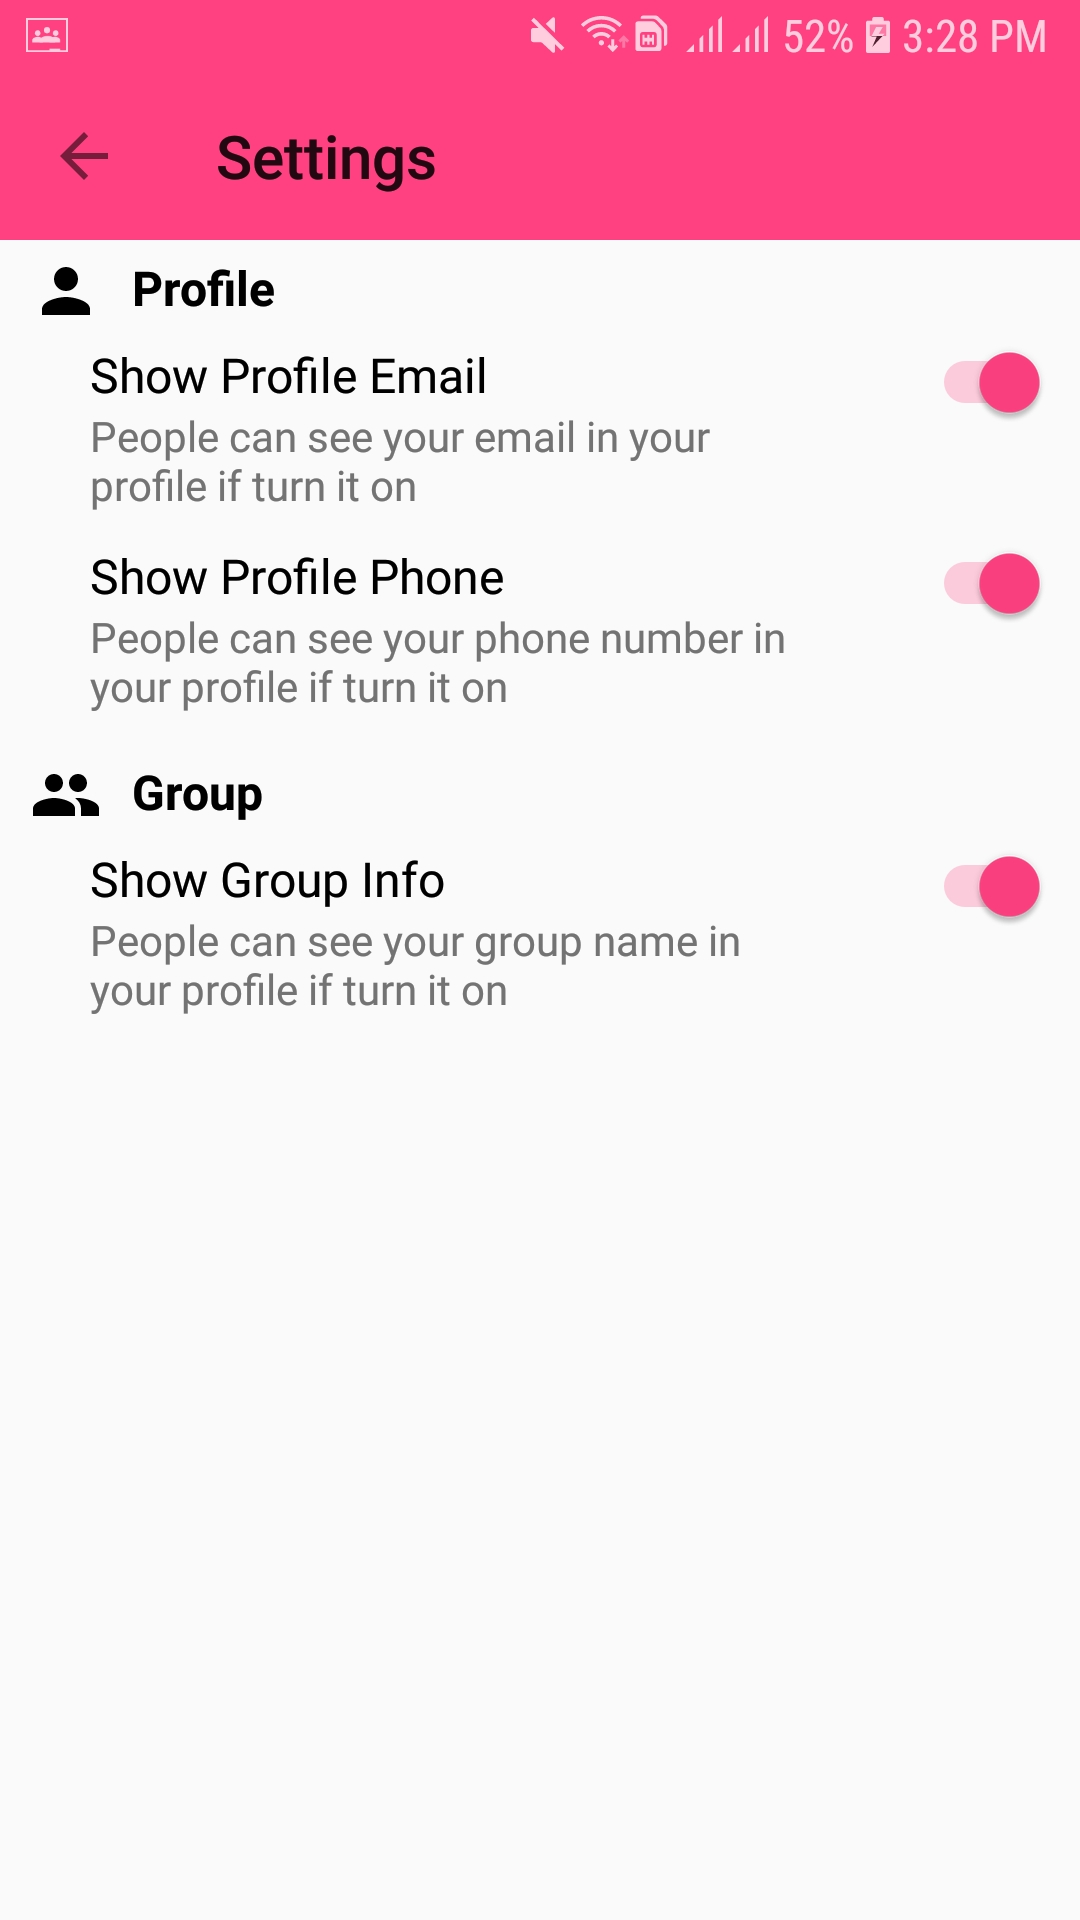 52% 3:28 PM
Settings
Profile
Show Profile Email
People can see your email in your
profile if turn it on
Show Profile Phone
People can see your phone number in
your profile if turn it on
Group
Show Group Info
People can see your group name in
your profile if turn it on